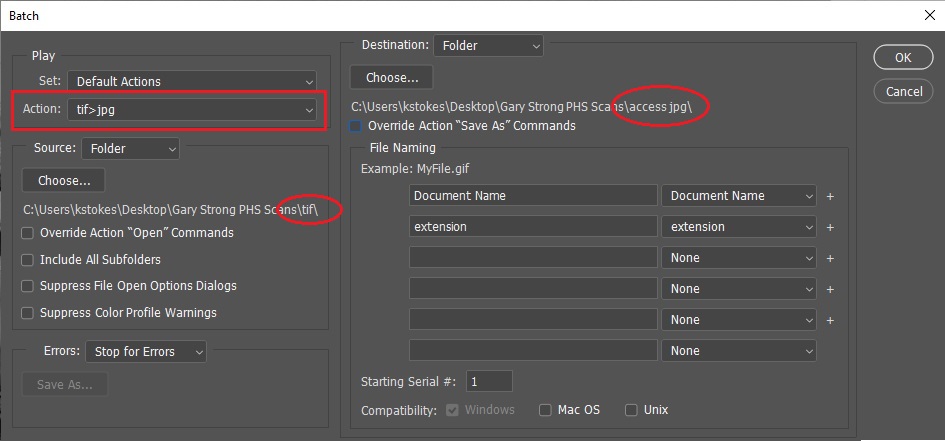 Batch
Play
Set: Default Actions
Action: tif>jpg
Source: Folder
Choose...
C:\Users\kstokes\Desktop\Gary Strong PHS Scans\tif\
Override Action "Open" Commands
Include All Subfolders
Suppress File Open Options Dialogs
Suppress Color Profile Warnings
Errors: Stop for Errors
Save As...
Destination: Folder
Choose...
C:\Users\kstokes\Desktop\Gary Strong PHS Scans\access jpg\
Override Action "Save As" Commands
File Naming
Example: MyFile.gif
Document Name Document Name +
extension extension +
None +
None +
None +
None
Starting Serial #: 1
Compatibility: Windows Mac OS Unix
OK
Cancel